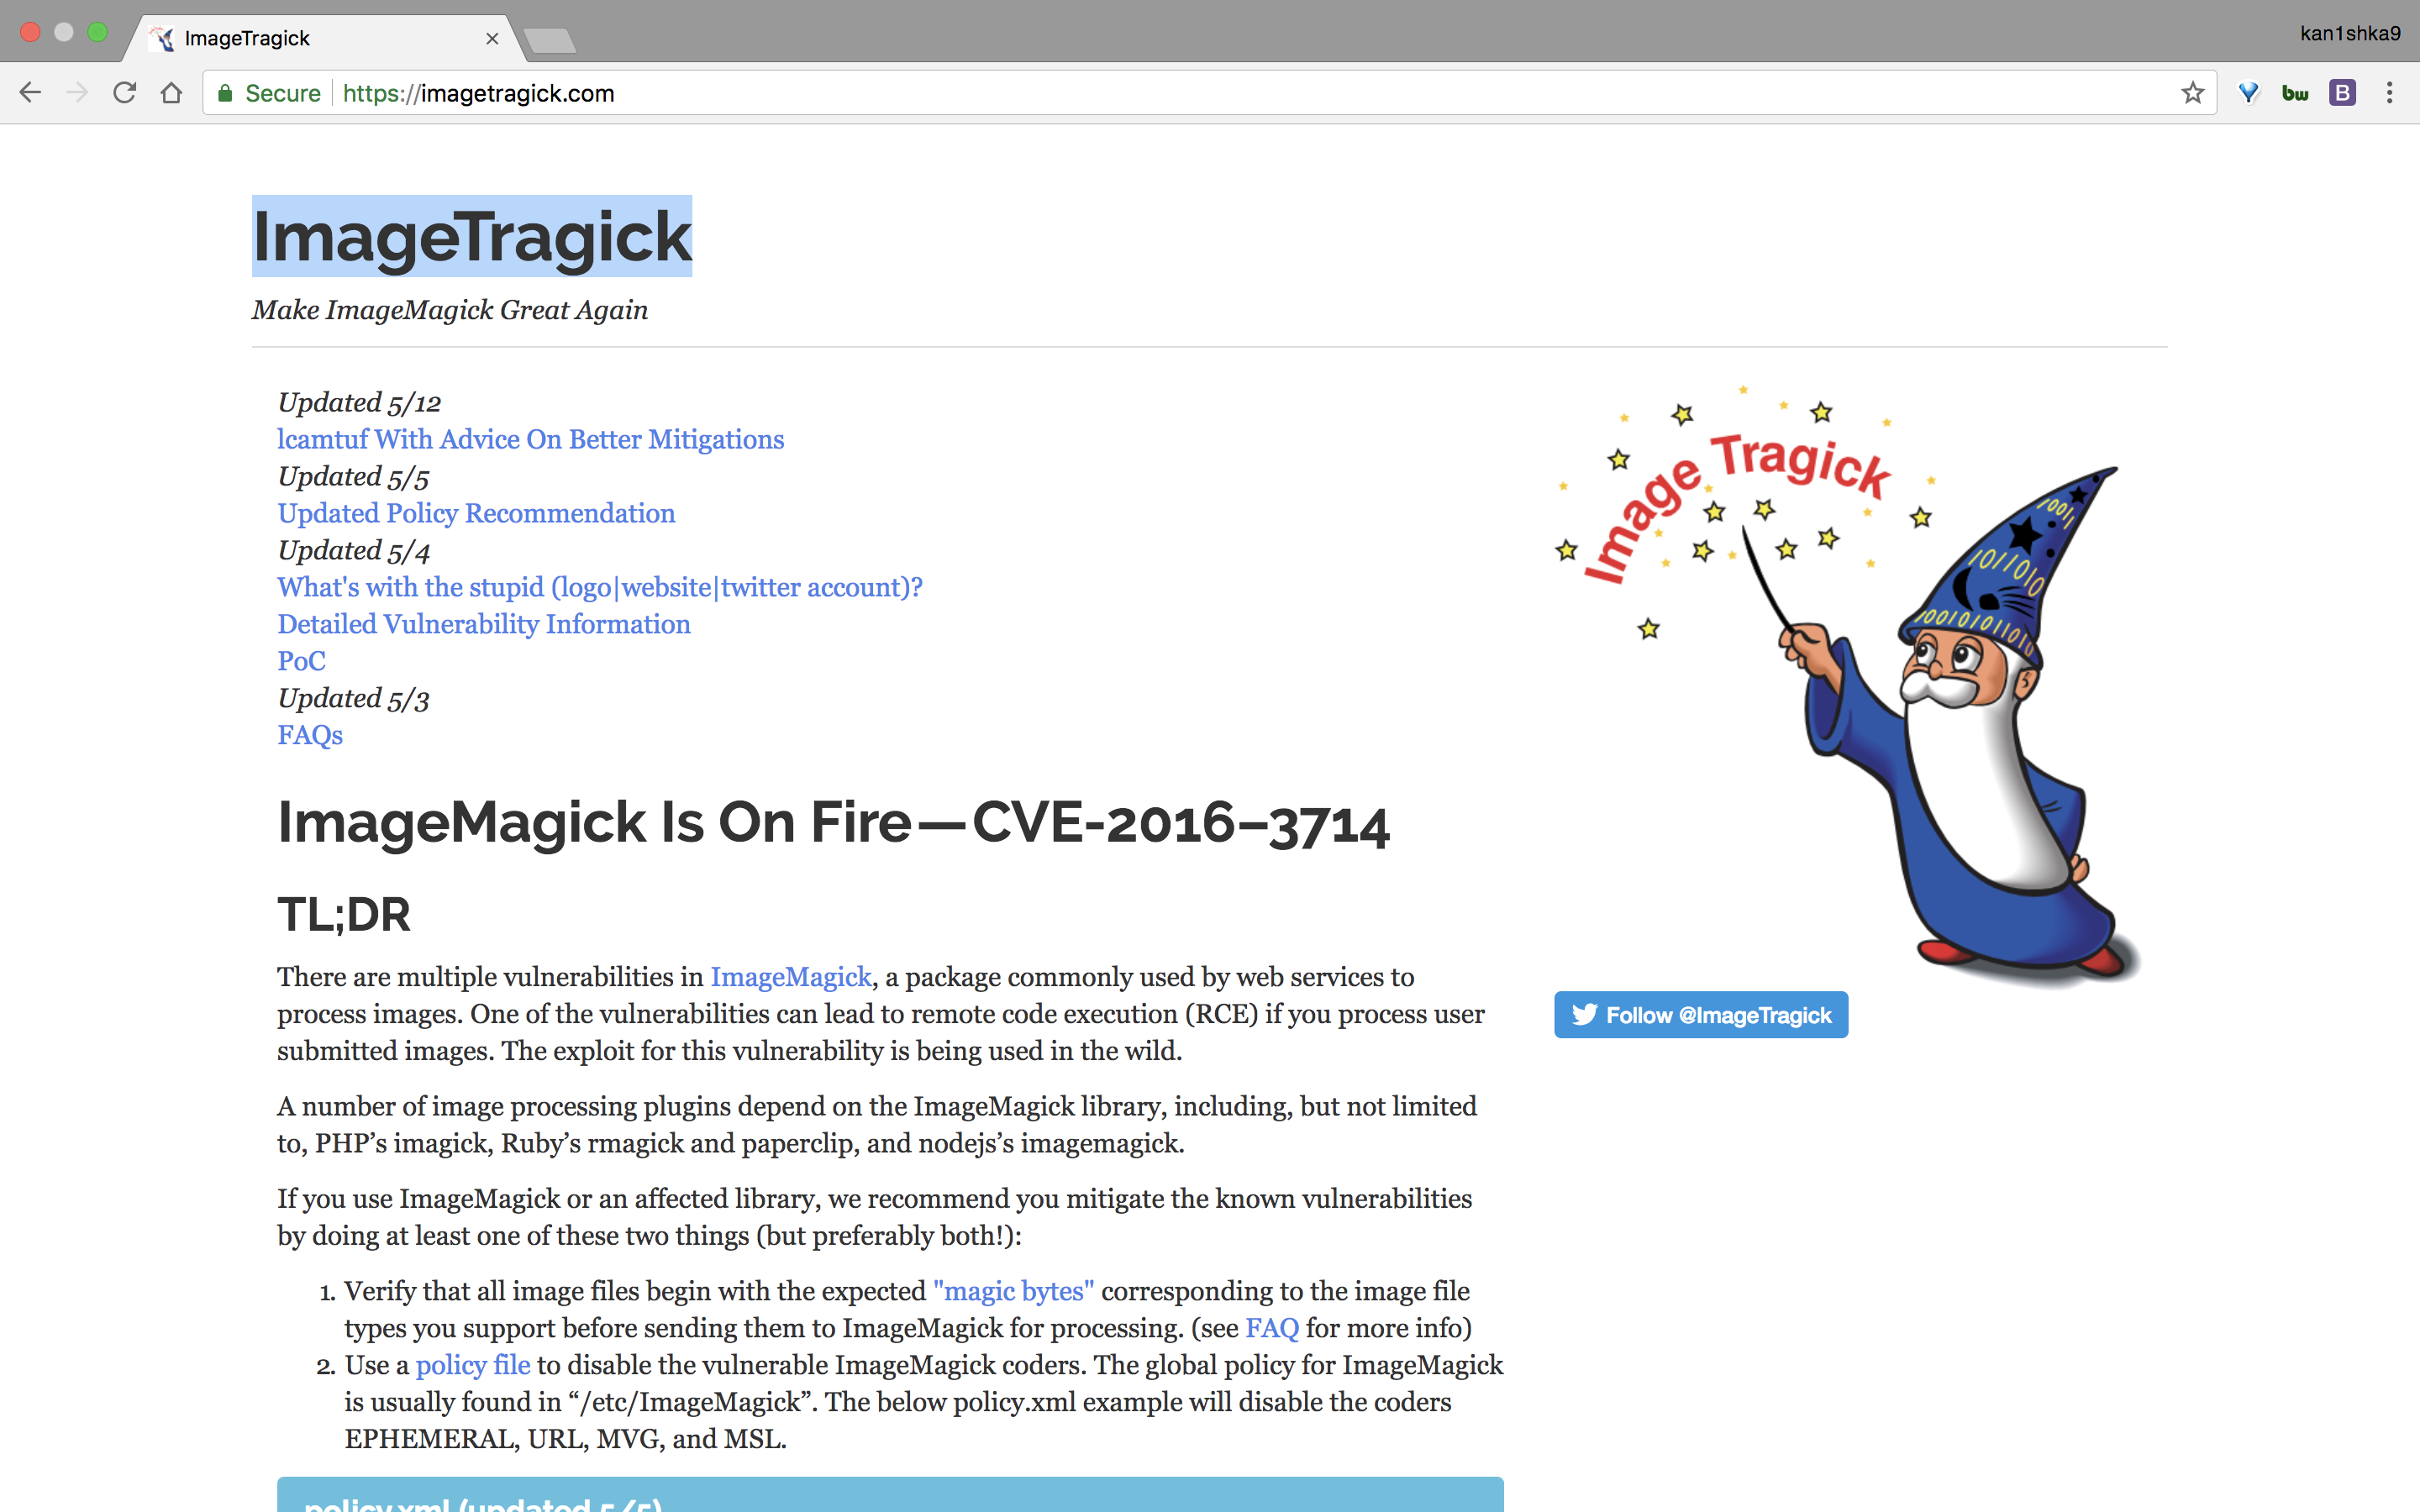 ImageTragick
kan1shka9
Secure https://imagetragick.com
bw
B
ImageTragick
Make ImageMagick Great Again
Updated 5/12
lcamtuf With Advice On Better Mitigations
Updated 5/5
Updated Policy Recommendation
Updated 5/4
What's with the stupid (logo|website|twitter account)?
Detailed Vulnerability Information
PoC
Updated 5/3
FAQs
Image Tragick
10011
1011010
100101011010
ImageMagick Is On Fire — CVE-2016–3714
TL;DR
There are multiple vulnerabilities in ImageMagick, a package commonly used by web services to
process images. One of the vulnerabilities can lead to remote code execution (RCE) if you process user
submitted images. The exploit for this vulnerability is being used in the wild.
Follow @ImageTragick
A number of image processing plugins depend on the ImageMagick library, including, but not limited
to, PHP’s imagick, Ruby’s rmagick and paperclip, and nodejs’s imagemagick.
If you use ImageMagick or an affected library, we recommend you mitigate the known vulnerabilities
by doing at least one of these two things (but preferably both!):
1. Verify that all image files begin with the expected "magic bytes" corresponding to the image file
types you support before sending them to ImageMagick for processing. (see FAQ for more info)
2. Use a policy file to disable the vulnerable ImageMagick coders. The global policy for ImageMagick
is usually found in “/etc/ImageMagick”. The below policy.xml example will disable the coders
EPHEMERAL, URL, MVG, and MSL.
policy.xml (updated 5/5)